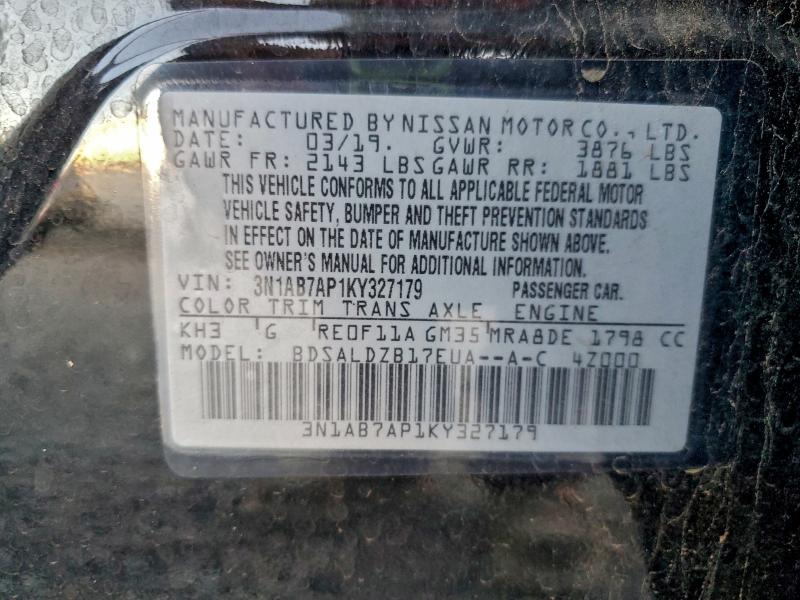 MANUFACTURED BY NISSAN MOTOR CO., LTD.
DATE: 03/19. GVWR: 3876 LBS
GAWR FR: 2143 LBS GAWR RR: 1881 LBS
THIS VEHICLE CONFORMS TO ALL APPLICABLE FEDERAL MOTOR
VEHICLE SAFETY, BUMPER AND THEFT PREVENTION STANDARDS
IN EFFECT ON THE DATE OF MANUFACTURE SHOWN ABOVE.
SEE OWNER'S MANUAL FOR ADDITIONAL INFORMATION.
VIN: 3N1AB7AP1KY327179 PASSENGER CAR.
COLOR TRIM TRANS AXLE ENGINE
KH3 G RE0F11A GM35 MRA8DE 1798 CC
MODEL: BDSALDZB17EUA--A-C 4Z000
3N1AB7AP1KY327179